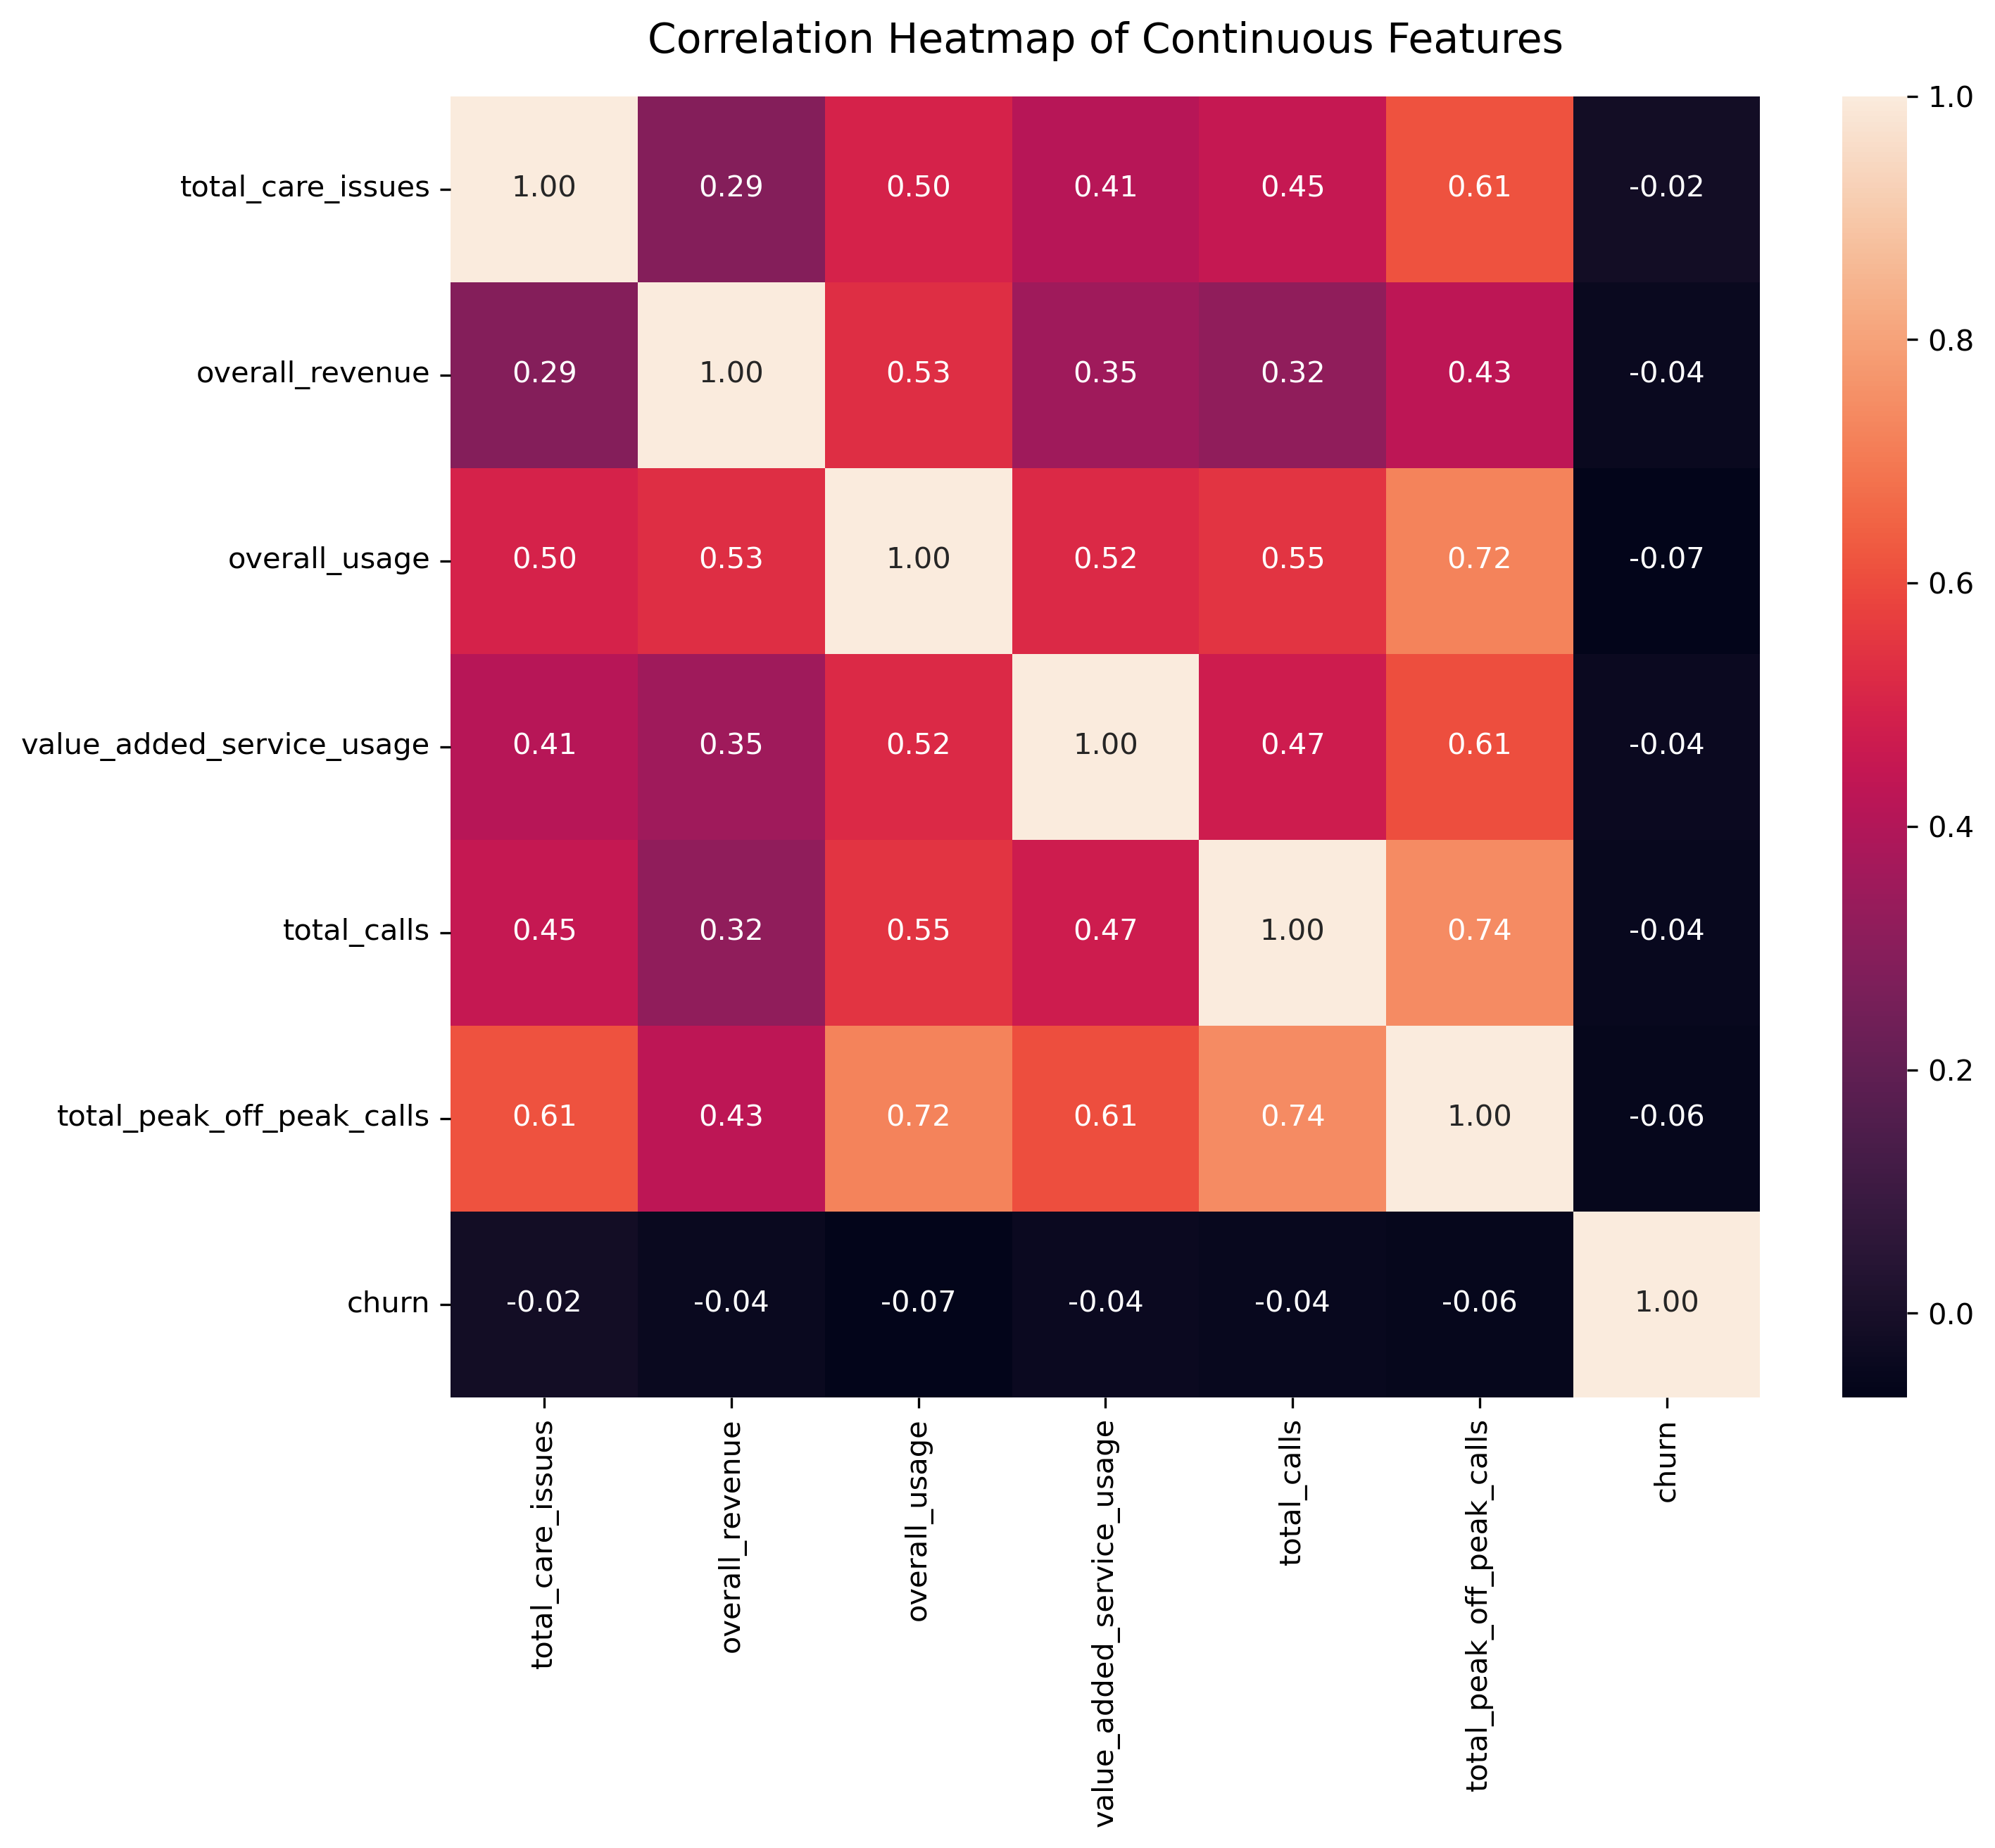 Correlation Heatmap of Continuous Features
total_care_issues 1.00 0.29 0.50 0.41 0.45 0.61 -0.02
overall_revenue 0.29 1.00 0.53 0.35 0.32 0.43 -0.04
overall_usage 0.50 0.53 1.00 0.52 0.55 0.72 -0.07
value_added_service_usage 0.41 0.35 0.52 1.00 0.47 0.61 -0.04
total_calls 0.45 0.32 0.55 0.47 1.00 0.74 -0.04
total_peak_off_peak_calls 0.61 0.43 0.72 0.61 0.74 1.00 -0.06
churn -0.02 -0.04 -0.07 -0.04 -0.04 -0.06 1.00
total_care_issues
overall_revenue
overall_usage
value_added_service_usage
total_calls
total_peak_off_peak_calls
churn
1.0
0.8
0.6
0.4
0.2
0.0